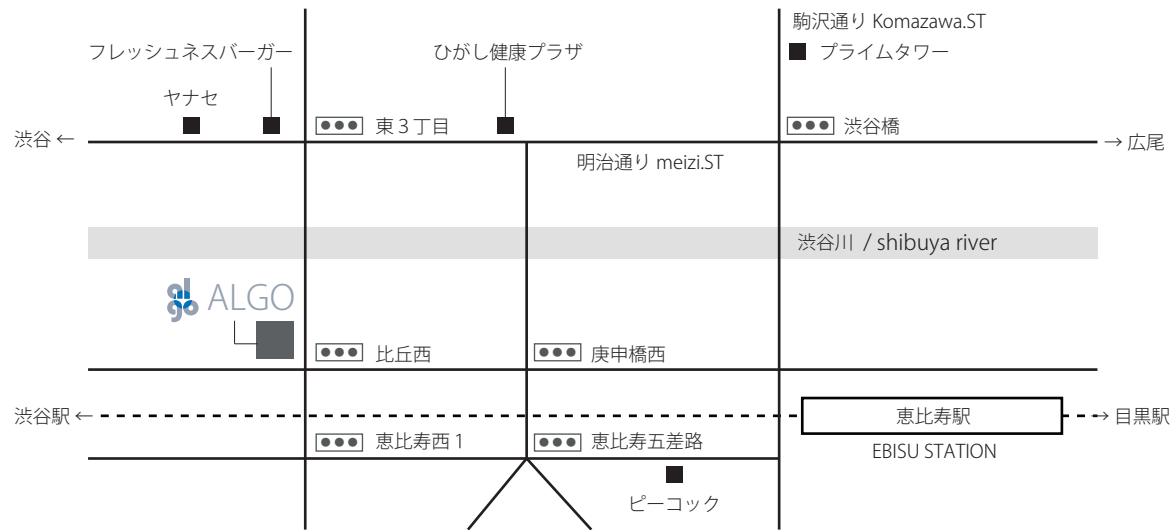 駒沢通り Komazawa.ST
プライムタワー
フレッシュネスバーガー
ひがし健康プラザ
ヤナセ
渋谷 ←
東3丁目
渋谷橋
→ 広尾
明治通り meizi.ST
渋谷川 / shibuya river
algo ALGO
比丘西
庚申橋西
渋谷駅 ←
恵比寿駅
→ 目黒駅
恵比寿西1
恵比寿五差路
EBISU STATION
ピーコック